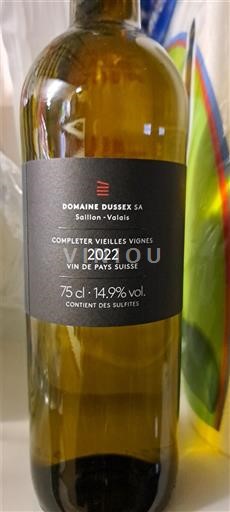 DOMAINE DUSSEX SA
Saillon - Valais
COMPLETER VIEILLES VIGNES
2022
VINIOU
VIN DE PAYS SUISSE
75 cl · 14.9% vol.
CONTIENT DES SULFITES